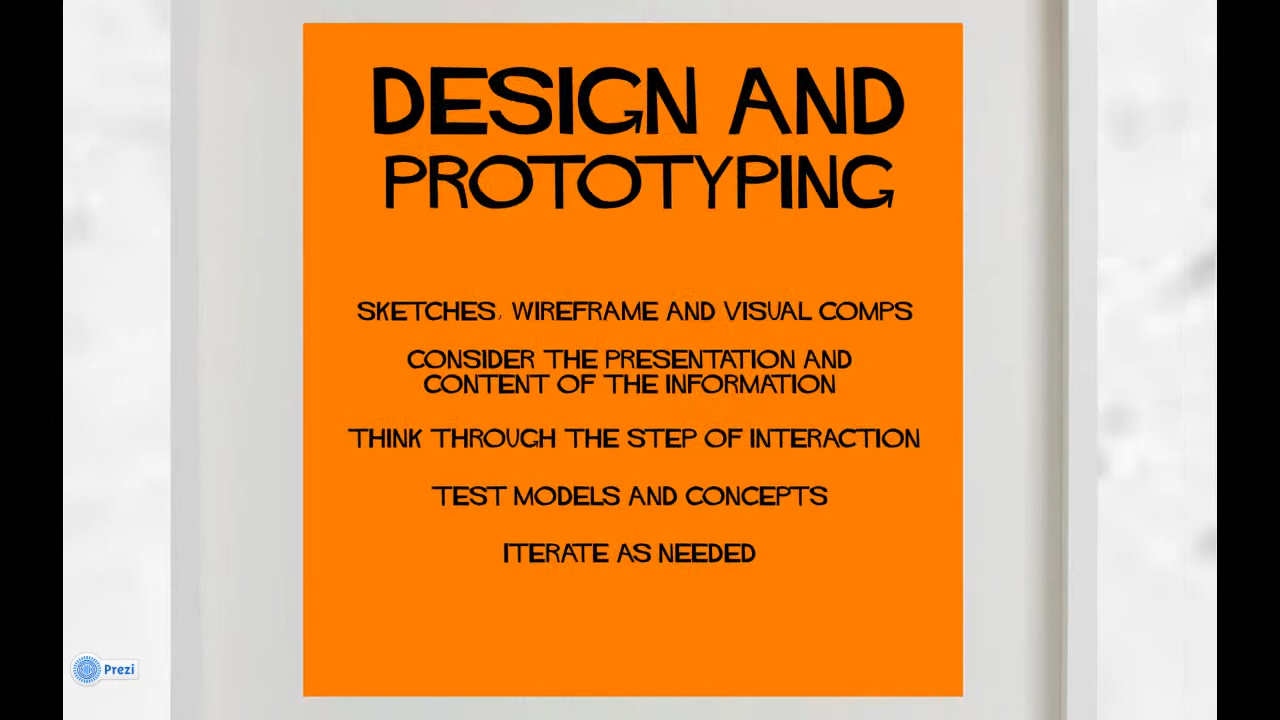 DESIGN AND
PROTOTYPING
SKETCHES, WIREFRAME AND VISUAL COMPS
CONSIDER THE PRESENTATION AND
CONTENT OF THE INFORMATION
THINK THROUGH THE STEP OF INTERACTION
TEST MODELS AND CONCEPTS
ITERATE AS NEEDED
Prezi